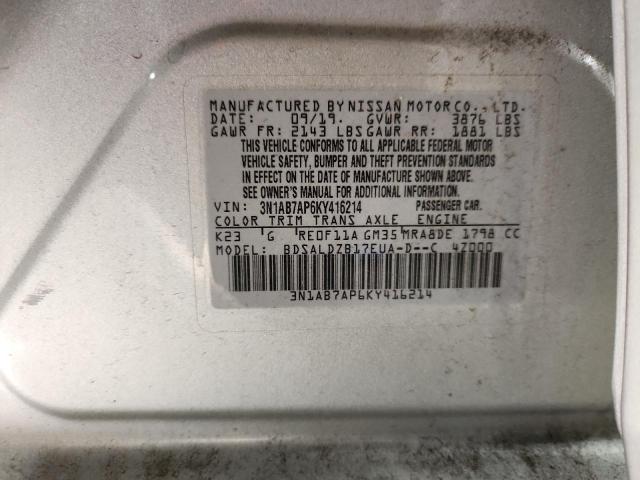 MANUFACTURED BY NISSAN MOTOR CO., LTD.
DATE: 09/19. GVWR: 3876 LBS
GAWR FR: 2143 LBS GAWR RR: 1881 LBS
THIS VEHICLE CONFORMS TO ALL APPLICABLE FEDERAL MOTOR
VEHICLE SAFETY, BUMPER AND THEFT PREVENTION STANDARDS
IN EFFECT ON THE DATE OF MANUFACTURE SHOWN ABOVE.
SEE OWNER'S MANUAL FOR ADDITIONAL INFORMATION.
VIN: 3N1AB7AP6KY416214 PASSENGER CAR.
COLOR TRIM TRANS AXLE ENGINE
K23 G RE0F11A GM35 MRA8DE 1798 CC
MODEL: BDSALDZB17EUA-D--C 4Z000
3N1AB7AP6KY416214